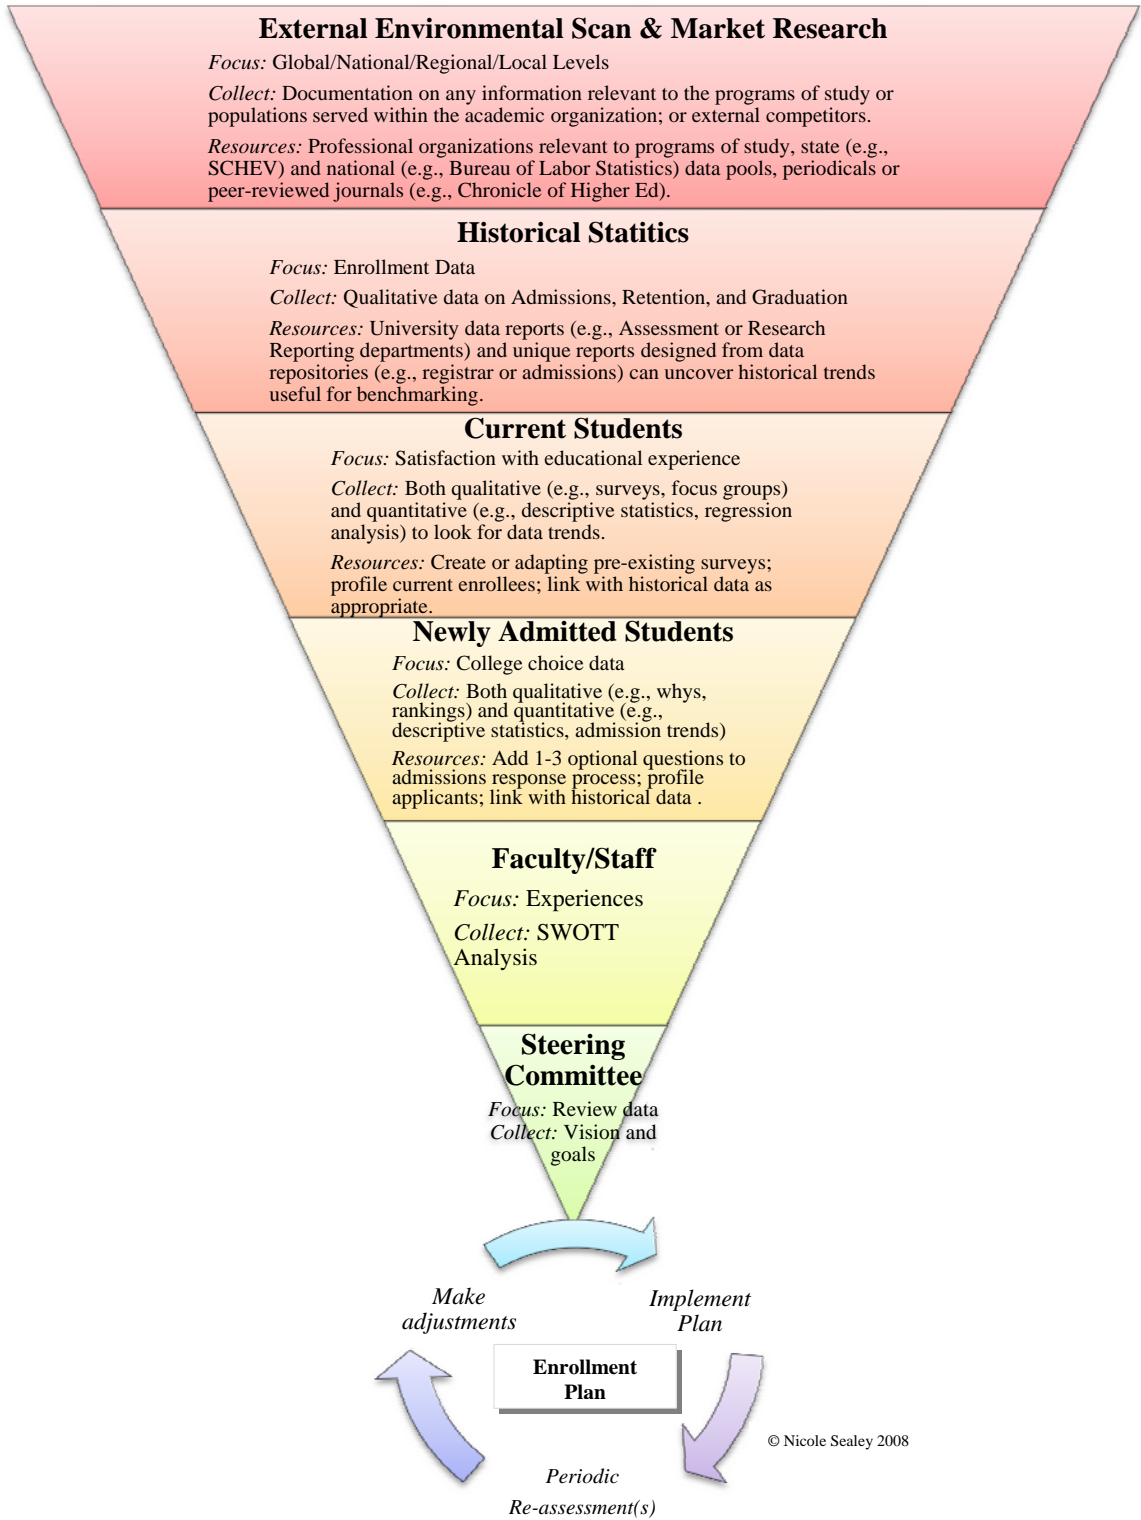 External Environmental Scan & Market Research
Focus: Global/National/Regional/Local Levels
Collect: Documentation on any information relevant to the programs of study or
populations served within the academic organization; or external competitors.
Resources: Professional organizations relevant to programs of study, state (e.g.,
SCHEV) and national (e.g., Bureau of Labor Statistics) data pools, periodicals or
peer-reviewed journals (e.g., Chronicle of Higher Ed).
Historical Statitics
Focus: Enrollment Data
Collect: Qualitative data on Admissions, Retention, and Graduation
Resources: University data reports (e.g., Assessment or Research
Reporting departments) and unique reports designed from data
repositories (e.g., registrar or admissions) can uncover historical trends
useful for benchmarking.
Current Students
Focus: Satisfaction with educational experience
Collect: Both qualitative (e.g., surveys, focus groups)
and quantitative (e.g., descriptive statistics, regression
analysis) to look for data trends.
Resources: Create or adapting pre-existing surveys;
profile current enrollees; link with historical data as
appropriate.
Newly Admitted Students
Focus: College choice data
Collect: Both qualitative (e.g., whys,
rankings) and quantitative (e.g.,
descriptive statistics, admission trends)
Resources: Add 1-3 optional questions to
admissions response process; profile
applicants; link with historical data .
Faculty/Staff
Focus: Experiences
Collect: SWOTT
Analysis
Steering
Committee
Focus: Review data
Collect: Vision and
goals
Make
adjustments
Implement
Plan
Enrollment
Plan
© Nicole Sealey 2008
Periodic
Re-assessment(s)